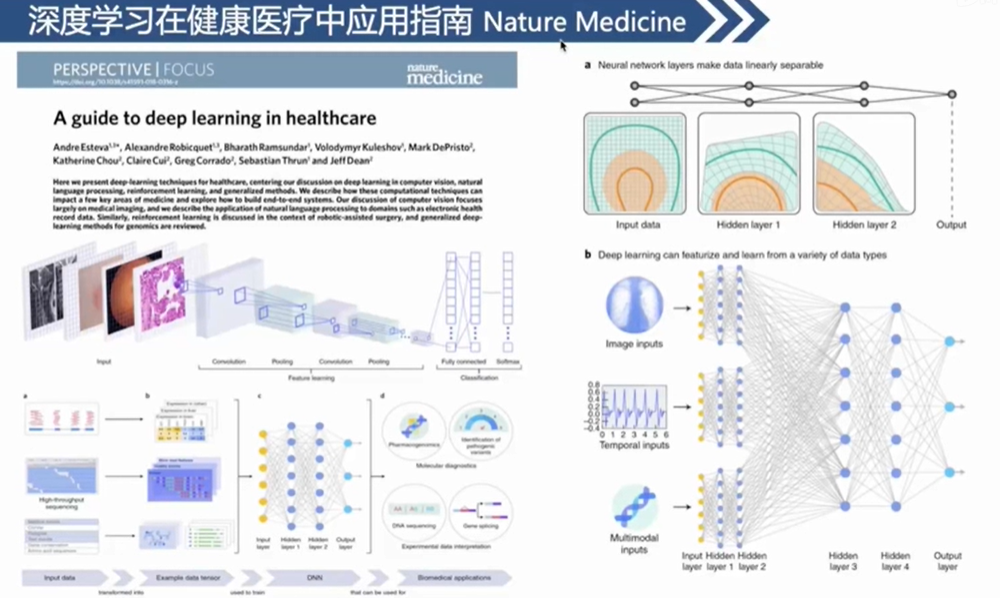 深度学习在健康医疗中应用指南 Nature Medicine
PERSPECTIVE | FOCUS
nature medicine
A guide to deep learning in healthcare
Andre Esteva, Alexandre Robicquet, Bharath Ramsundar, Volodymyr Kuleshov, Mark DePristo,
Katherine Chou, Claire Cui, Greg Corrado, Sebastian Thrun and Jeff Dean
Here we present deep-learning techniques for healthcare, centering our discussion on deep learning in computer vision, natural
language processing, reinforcement learning, and generalized methods. We describe how these computational techniques can
impact a few key areas of medicine and explore how to build end-to-end systems. Our discussion of computer vision focuses
largely on medical imaging, and we describe the application of natural language processing to domains such as electronic health
record data. Similarly, reinforcement learning is discussed in the context of robotic-assisted surgery, and generalized deep-
learning methods for genomics are reviewed.
Input
Convolution
Pooling
Convolution
Pooling
Fully connected
Softmax
Feature learning
Classification
a
b
c
d
High-throughput
sequencing
Input layer
Hidden layer 1
Hidden layer 2
Output layer
Pharmacogenomics
Identification of
pathogenic
variants
Molecular diagnostics
DNA sequencing
Gene splicing
Experimental data interpretation
Input data
Example data tensor
DNN
Biomedical applications
transformed into
used to train
that can be used for
a Neural network layers make data linearly separable
Input data
Hidden layer 1
Hidden layer 2
Output
b Deep learning can featurize and learn from a variety of data types
Image inputs
0.8
0.6
0.4
0.2
0.0
-0.2
-0.4
0 1 2 3 4 5 6
Temporal inputs
Multimodal
inputs
Input Hidden Hidden
layer layer 1 layer 2
Hidden
layer 3
Hidden
layer 4
Output
layer